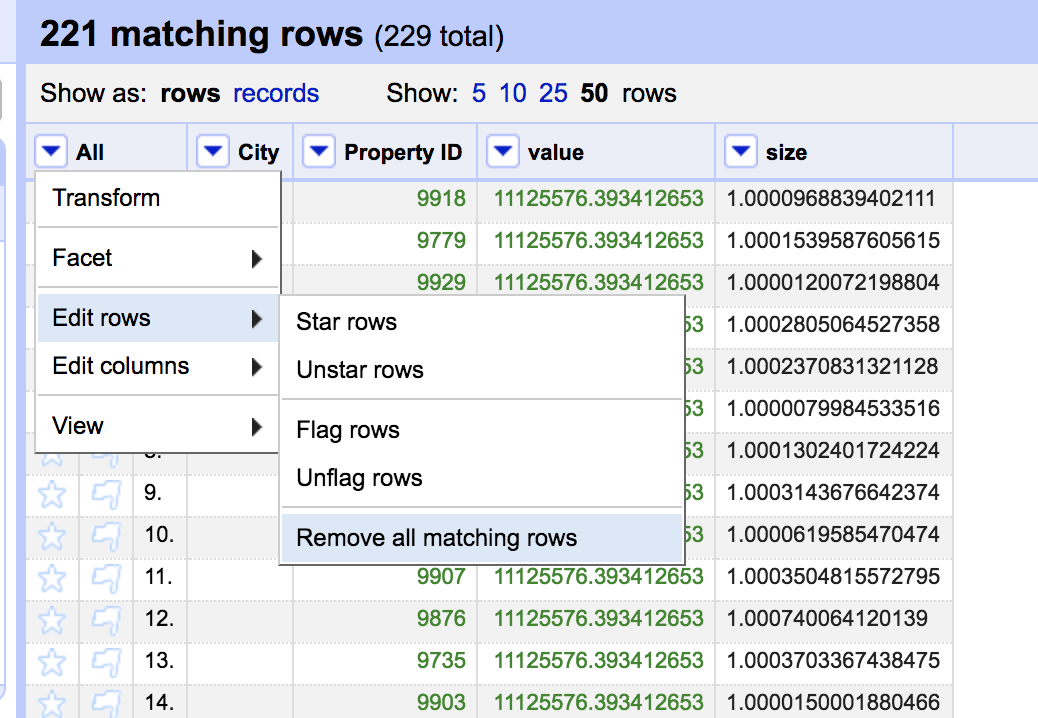 221 matching rows (229 total)
Show as: rows records Show: 5 10 25 50 rows
All City Property ID value size
Transform
9918 11125576.393412653 1.0000968839402111
9779 11125576.393412653 1.0001539587605615
Facet
9929 11125576.393412653 1.0000120072198804
Edit rows
Star rows
53 1.0002805064527358
Edit columns
Unstar rows
53 1.0002370831321128
53 1.0000079984533516
View
Flag rows
53 1.0001302401724224
Unflag rows
9. 53 1.0003143676642374
10. Remove all matching rows 53 1.0000619585470474
11. 9907 11125576.393412653 1.0003504815572795
12. 9876 11125576.393412653 1.000740064120139
13. 9735 11125576.393412653 1.0003703367438475
14. 9903 11125576.393412653 1.0000150001880466